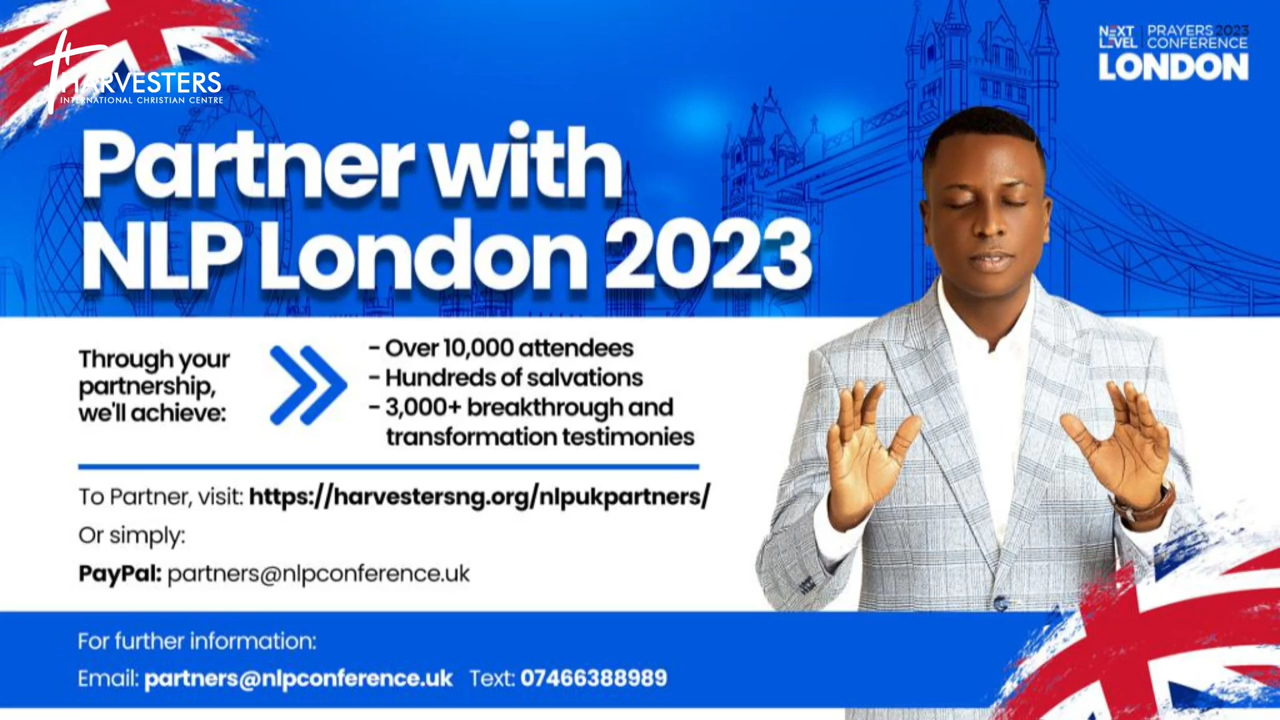 HARVESTERS
INTERNATIONAL CHRISTIAN CENTRE
NEXT LEVEL | PRAYERS 2023 CONFERENCE
LONDON
Partner with
NLP London 2023
Through your
partnership,
we'll achieve:
- Over 10,000 attendees
- Hundreds of salvations
- 3,000+ breakthrough and
transformation testimonies
To Partner, visit: https://harvestersng.org/nlpukpartners/
Or simply:
PayPal: partners@nlpconference.uk
For further information:
Email: partners@nlpconference.uk Text: 07466388989